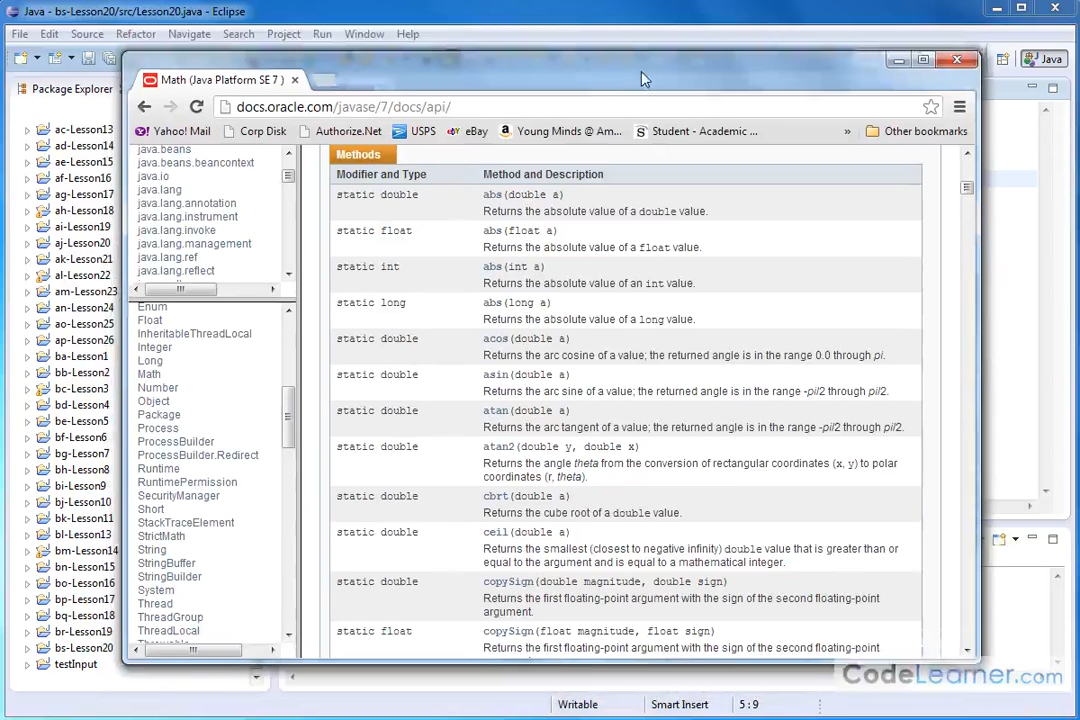 Java - bs-Lesson20/src/Lesson20.java - Eclipse
File Edit Source Refactor Navigate Search Project Run Window Help
Java
Package Explorer
ac-Lesson13
ad-Lesson14
ae-Lesson15
af-Lesson16
ag-Lesson17
ah-Lesson18
ai-Lesson19
aj-Lesson20
ak-Lesson21
al-Lesson22
am-Lesson23
an-Lesson24
ao-Lesson25
ap-Lesson26
ba-Lesson1
bb-Lesson2
bc-Lesson3
bd-Lesson4
be-Lesson5
bf-Lesson6
bg-Lesson7
bh-Lesson8
bi-Lesson9
bj-Lesson10
bk-Lesson11
bl-Lesson13
bm-Lesson14
bn-Lesson15
bo-Lesson16
bp-Lesson17
bq-Lesson18
br-Lesson19
bs-Lesson20
testInput
Math (Java Platform SE 7 )
docs.oracle.com/javase/7/docs/api/
Yahoo! Mail Corp Disk Authorize.Net USPS eBay Young Minds @ Am... Student - Academic ... » Other bookmarks
java.beans
java.beans.beancontext
java.io
java.lang
java.lang.annotation
java.lang.instrument
java.lang.invoke
java.lang.management
java.lang.ref
java.lang.reflect
Enum
Float
InheritableThreadLocal
Integer
Long
Math
Number
Object
Package
Process
ProcessBuilder
ProcessBuilder.Redirect
Runtime
RuntimePermission
SecurityManager
Short
StackTraceElement
StrictMath
String
StringBuffer
StringBuilder
System
Thread
ThreadGroup
ThreadLocal
Methods
Modifier and Type Method and Description
static double abs(double a)
Returns the absolute value of a double value.
static float abs(float a)
Returns the absolute value of a float value.
static int abs(int a)
Returns the absolute value of an int value.
static long abs(long a)
Returns the absolute value of a long value.
static double acos(double a)
Returns the arc cosine of a value; the returned angle is in the range 0.0 through pi.
static double asin(double a)
Returns the arc sine of a value; the returned angle is in the range -pi/2 through pi/2.
static double atan(double a)
Returns the arc tangent of a value; the returned angle is in the range -pi/2 through pi/2.
static double atan2(double y, double x)
Returns the angle theta from the conversion of rectangular coordinates (x, y) to polar
coordinates (r, theta).
static double cbrt(double a)
Returns the cube root of a double value.
static double ceil(double a)
Returns the smallest (closest to negative infinity) double value that is greater than or
equal to the argument and is equal to a mathematical integer.
static double copySign(double magnitude, double sign)
Returns the first floating-point argument with the sign of the second floating-point
argument.
static float copySign(float magnitude, float sign)
Returns the first floating-point argument with the sign of the second floating-point
CodeLearner.com
Writable Smart Insert 5 : 9